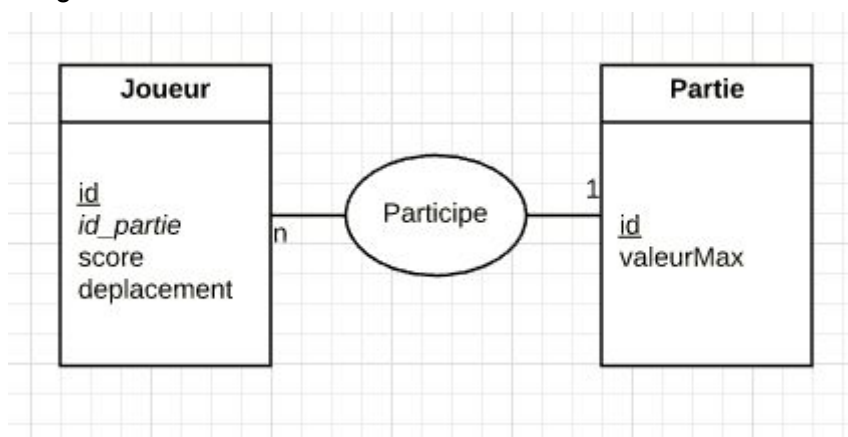 Joueur
id
id_partie
score
deplacement
n
Participe
1
Partie
id
valeurMax